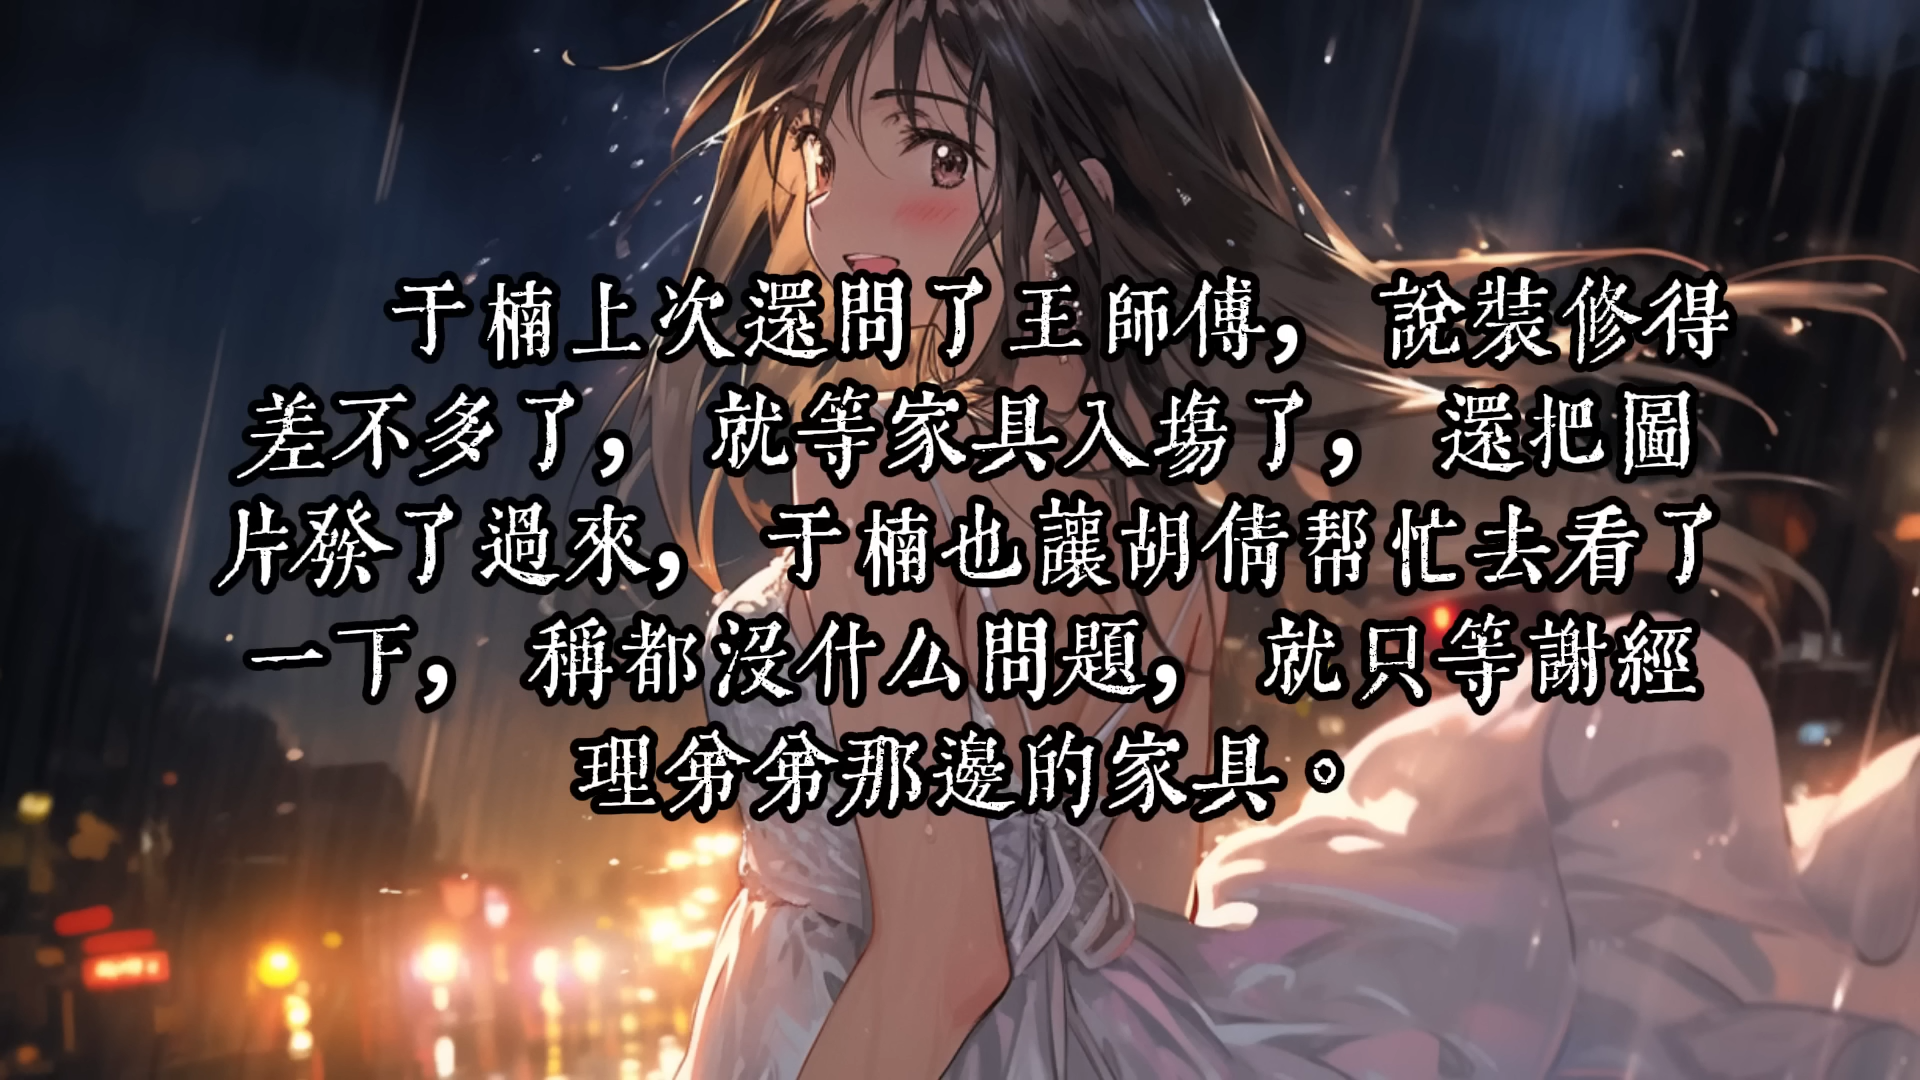 于楠上次還問了王師傅，說裝修得
差不多了，就等家具入場了，還把圖
片發了過來，于楠也讓胡倩帮忙去看了
一下，稱都沒什么問題，就只等謝經
理弟弟那邊的家具。